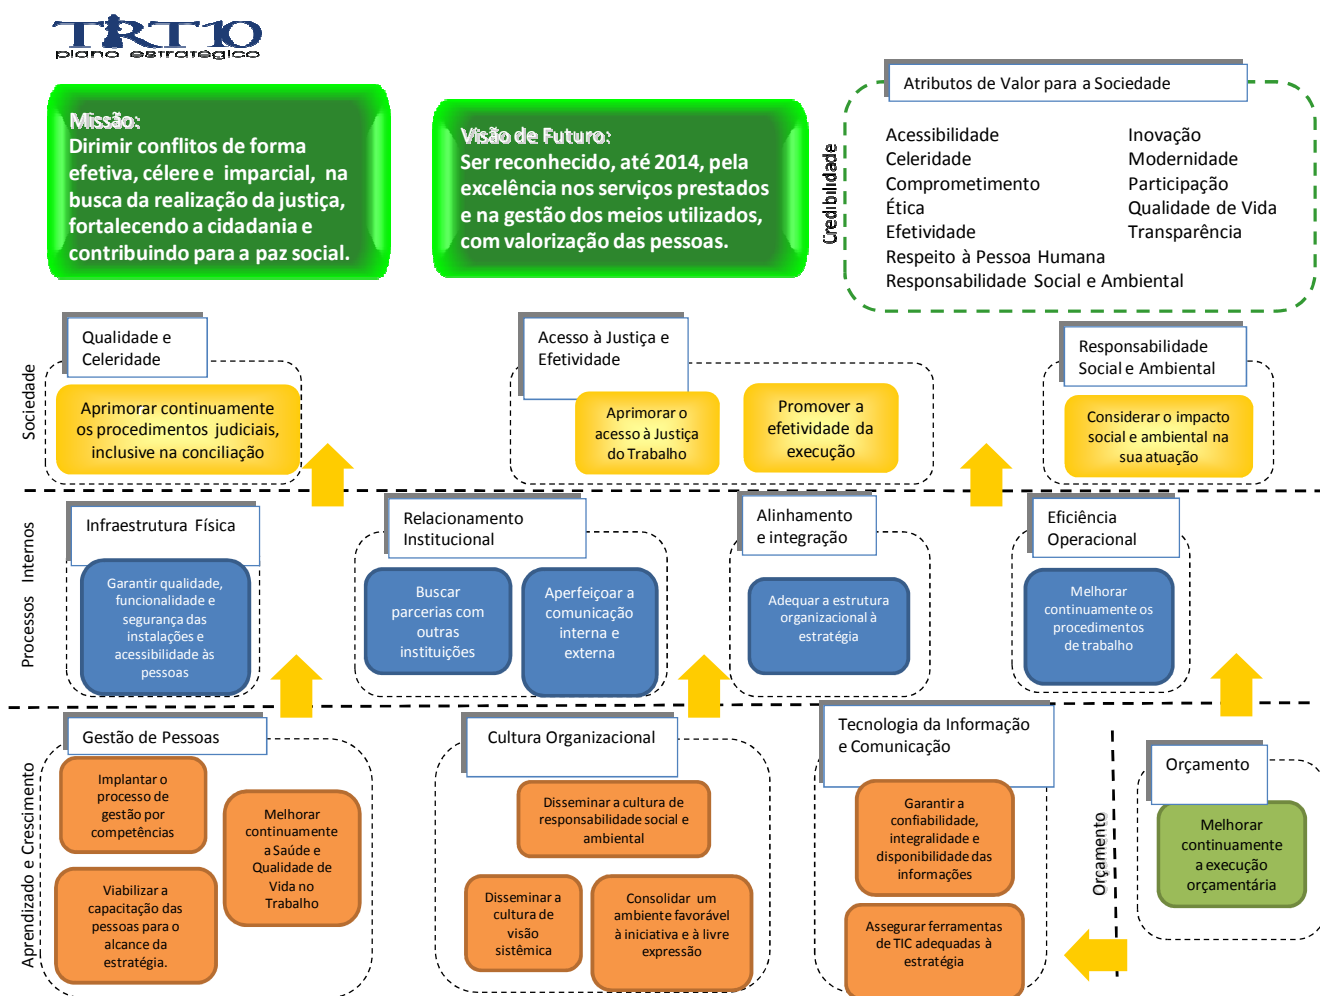 TRT10
plano estratégico
Missão:
Dirimir conflitos de forma
efetiva, célere e imparcial, na
busca da realização da justiça,
fortalecendo a cidadania e
contribuindo para a paz social.
Visão de Futuro:
Ser reconhecido, até 2014, pela
excelência nos serviços prestados
e na gestão dos meios utilizados,
com valorização das pessoas.
Credibilidade
Atributos de Valor para a Sociedade
Acessibilidade
Celeridade
Comprometimento
Ética
Efetividade
Respeito à Pessoa Humana
Responsabilidade Social e Ambiental
Inovação
Modernidade
Participação
Qualidade de Vida
Transparência
Sociedade
Qualidade e
Celeridade
Aprimorar continuamente
os procedimentos judiciais,
inclusive na conciliação
Acesso à Justiça e
Efetividade
Aprimorar o
acesso à Justiça
do Trabalho
Promover a
efetividade da
execução
Responsabilidade
Social e Ambiental
Considerar o impacto
social e ambiental na
sua atuação
Processos Internos
Infraestrutura Física
Garantir qualidade,
funcionalidade e
segurança das
instalações e
acessibilidade às
pessoas
Relacionamento
Institucional
Buscar
parcerias com
outras
instituições
Aperfeiçoar a
comunicação
interna e
externa
Alinhamento
e integração
Adequar a estrutura
organizacional à
estratégia
Eficiência
Operacional
Melhorar
continuamente os
procedimentos
de trabalho
Aprendizado e Crescimento
Gestão de Pessoas
Implantar o
processo de
gestão por
competências
Melhorar
continuamente
a Saúde e
Qualidade de
Vida no
Trabalho
Viabilizar a
capacitação das
pessoas para o
alcance da
estratégia.
Cultura Organizacional
Disseminar a cultura de
responsabilidade social e
ambiental
Disseminar a
cultura de
visão
sistêmica
Consolidar um
ambiente favorável
à iniciativa e à livre
expressão
Tecnologia da Informação
e Comunicação
Garantir a
confiabilidade,
integralidade e
disponibilidade das
informações
Assegurar ferramentas
de TIC adequadas à
estratégia
Orçamento
Orçamento
Melhorar
continuamente
a execução
orçamentária